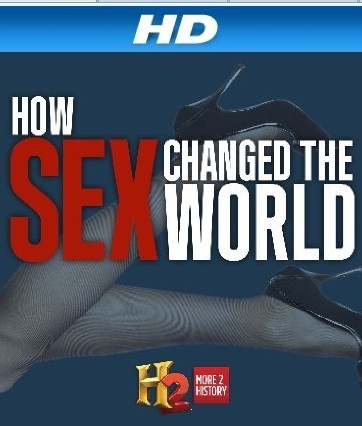 HD
HOW
SEX
CHANGED THE
WORLD
H2
MORE 2
HISTORY